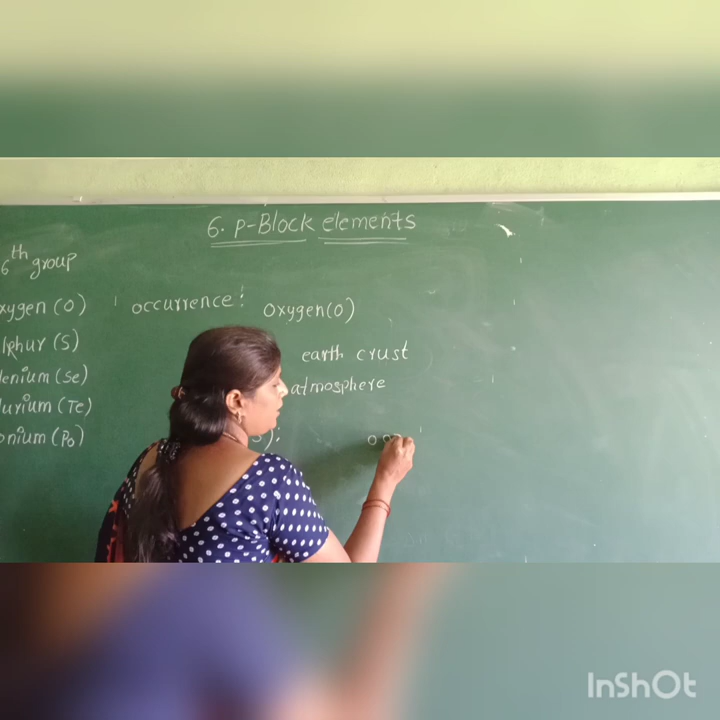 6. P-Block elements
6th group
xygen (O)
lphur (S)
lenium (Se)
lurium (Te)
onium (Po)
occurrence:
Oxygen(O)
earth crust
atmosphere
S):
InShOt